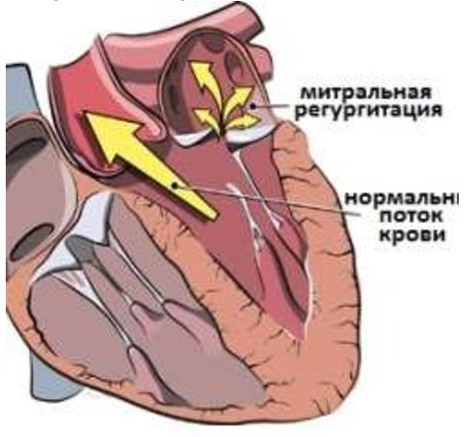 митральная
регургитация
нормальны
поток
крови